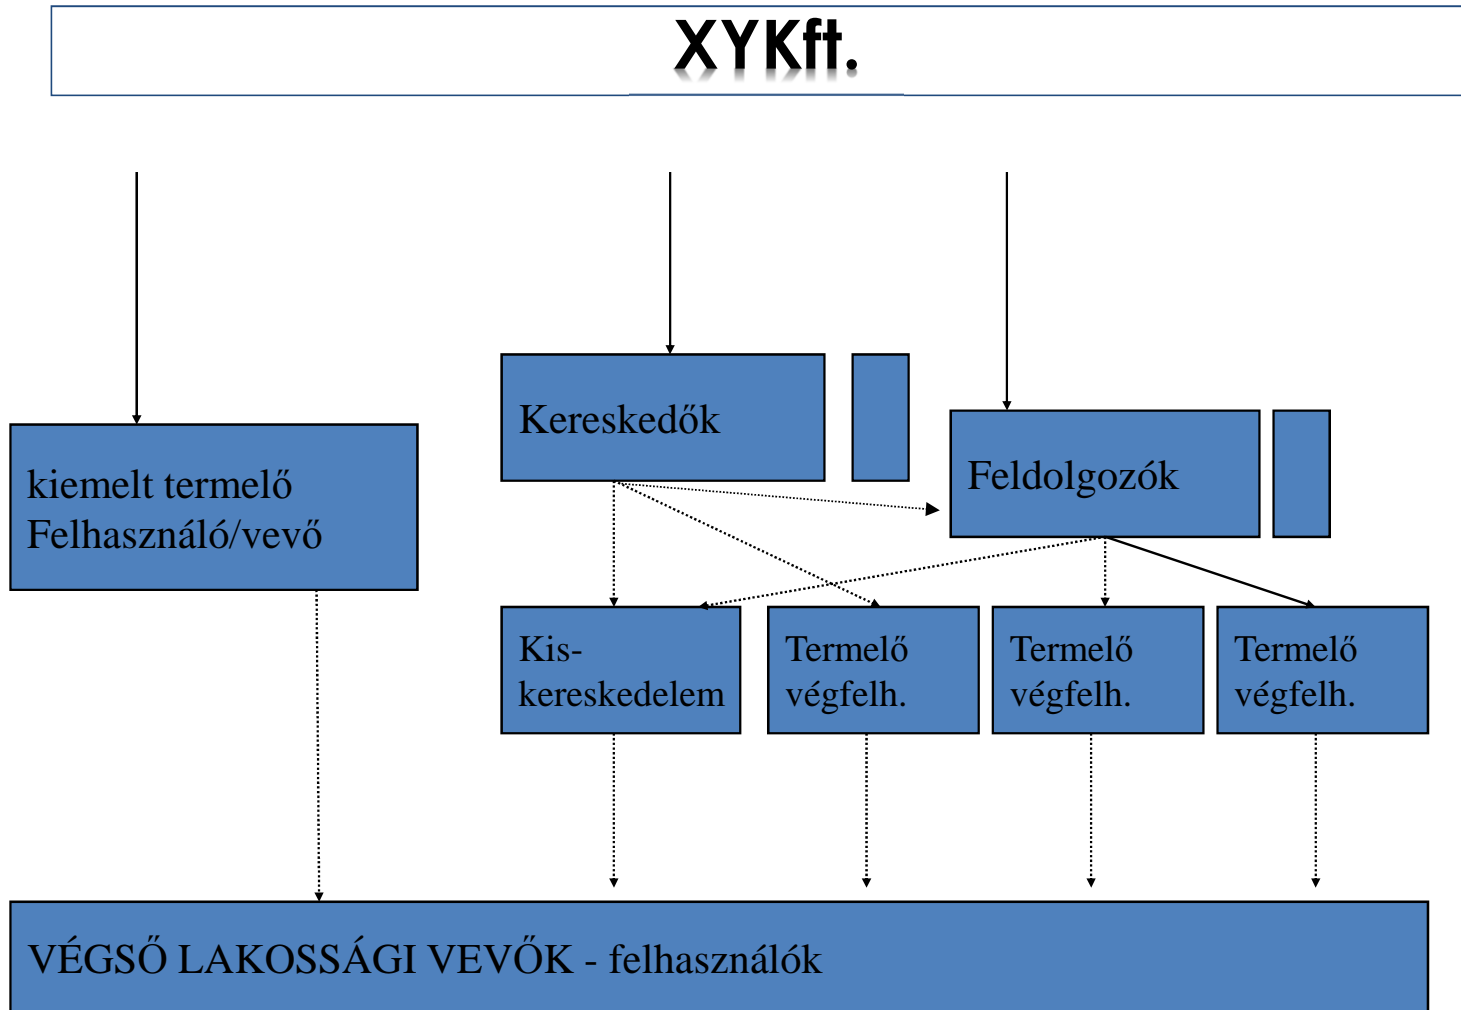 XYKft.
Kereskedők
Feldolgozók
kiemelt termelő
Felhasználó/vevő
Kis-
kereskedelem
Termelő
végfelh.
Termelő
végfelh.
Termelő
végfelh.
VÉGSŐ LAKOSSÁGI VEVŐK - felhasználók